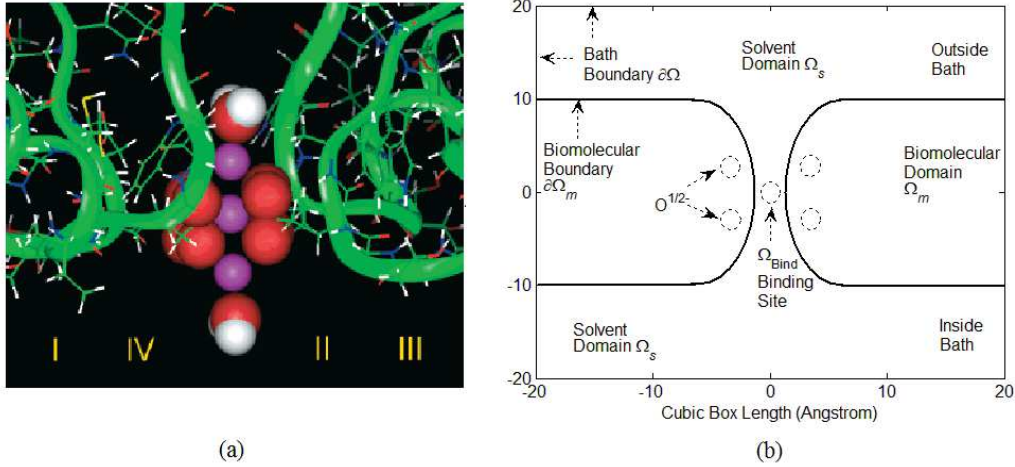 I
IV
II
III
(a)
20
10
0
-10
-20
Bath
Boundary ∂Ω
Solvent
Domain Ωs
Outside
Bath
Biomolecular
Boundary
∂Ωm
O1/2-
ΩBind
Binding
Site
Biomolecular
Domain
Ωm
Solvent
Domain Ωs
Inside
Bath
-20
-10
0
10
20
Cubic Box Length (Angstrom)
(b)